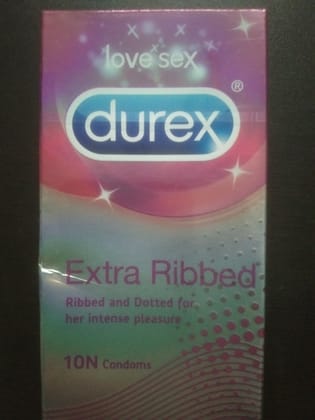 love sex
durex®
Extra Ribbed
Ribbed and Dotted for
her intense pleasure
10N Condoms